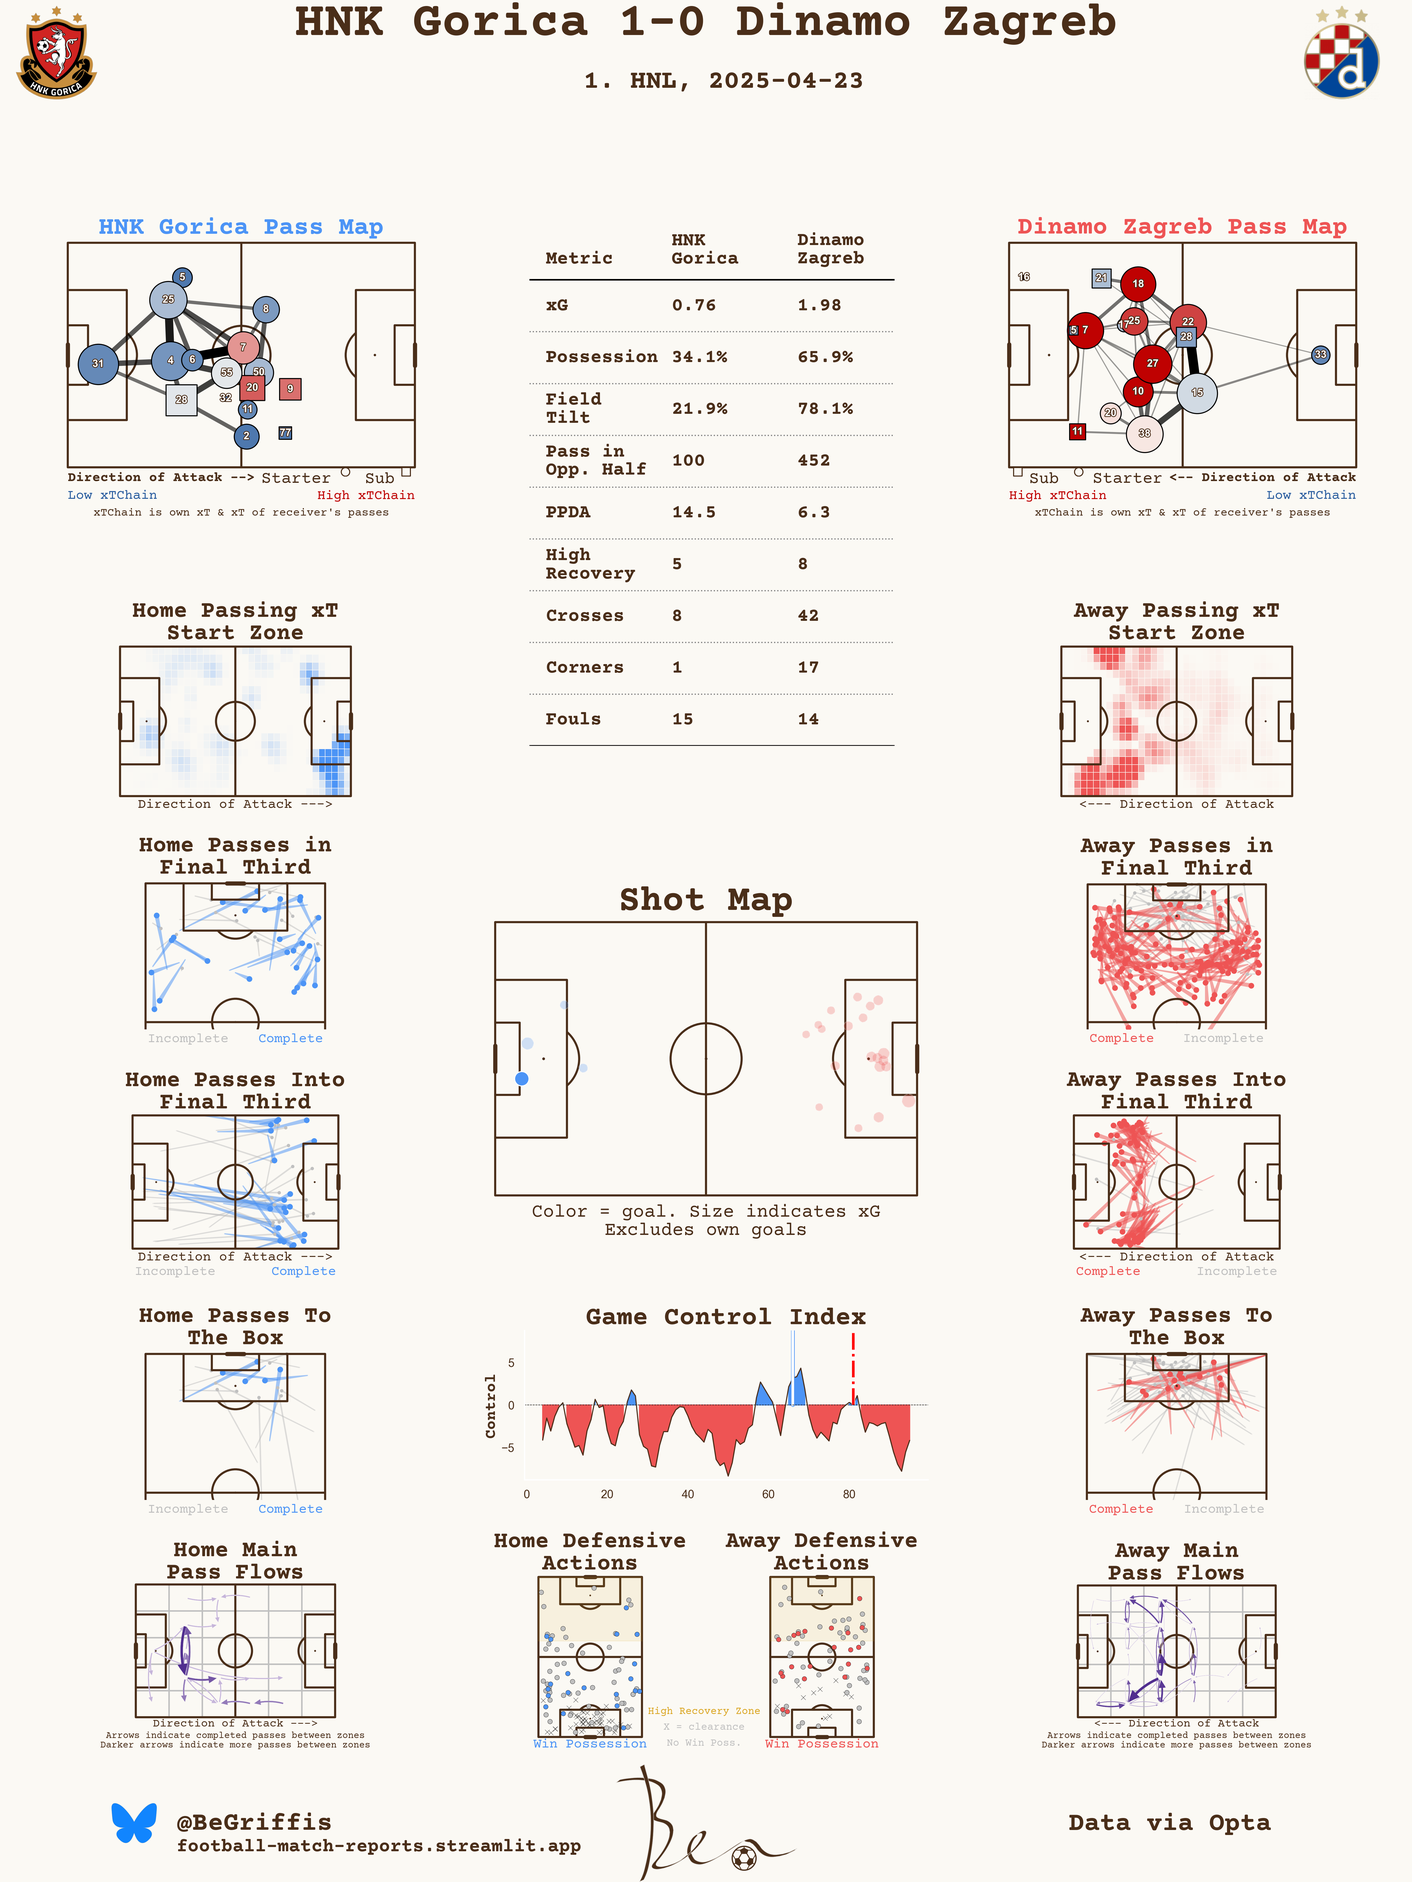 HNK Gorica 1-0 Dinamo Zagreb
1. HNL, 2025-04-23
HNK GORICA
d
HNK Gorica Pass Map
5
25
8
7
4
6
31
55
50
20
9
28
32
11
2
77
Direction of Attack --> Starter Sub
Low xTChain High xTChain
xTChain is own xT & xT of receiver's passes
Metric HNK Gorica Dinamo Zagreb
xG 0.76 1.98
Possession 34.1% 65.9%
Field Tilt 21.9% 78.1%
Pass in Opp. Half 100 452
PPDA 14.5 6.3
High Recovery 5 8
Crosses 8 42
Corners 1 17
Fouls 15 14
Dinamo Zagreb Pass Map
16
21
18
5
7
17
25
22
28
33
27
10
15
20
11
38
Sub Starter <-- Direction of Attack
High xTChain Low xTChain
xTChain is own xT & xT of receiver's passes
Home Passing xT
Start Zone
Direction of Attack --->
Away Passing xT
Start Zone
<--- Direction of Attack
Home Passes in
Final Third
Incomplete Complete
Away Passes in
Final Third
Complete Incomplete
Shot Map
Color = goal. Size indicates xG
Excludes own goals
Home Passes Into
Final Third
Direction of Attack --->
Incomplete Complete
Away Passes Into
Final Third
<--- Direction of Attack
Complete Incomplete
Home Passes To
The Box
Incomplete Complete
Game Control Index
Control
5
0
−5
0 20 40 60 80
Away Passes To
The Box
Complete Incomplete
Home Main
Pass Flows
Direction of Attack --->
Arrows indicate completed passes between zones
Darker arrows indicate more passes between zones
Home Defensive
Actions
Win Possession
Away Defensive
Actions
Win Possession
High Recovery Zone
X = clearance
No Win Poss.
Away Main
Pass Flows
<--- Direction of Attack
Arrows indicate completed passes between zones
Darker arrows indicate more passes between zones
@BeGriffis
football-match-reports.streamlit.app
Ben
Data via Opta